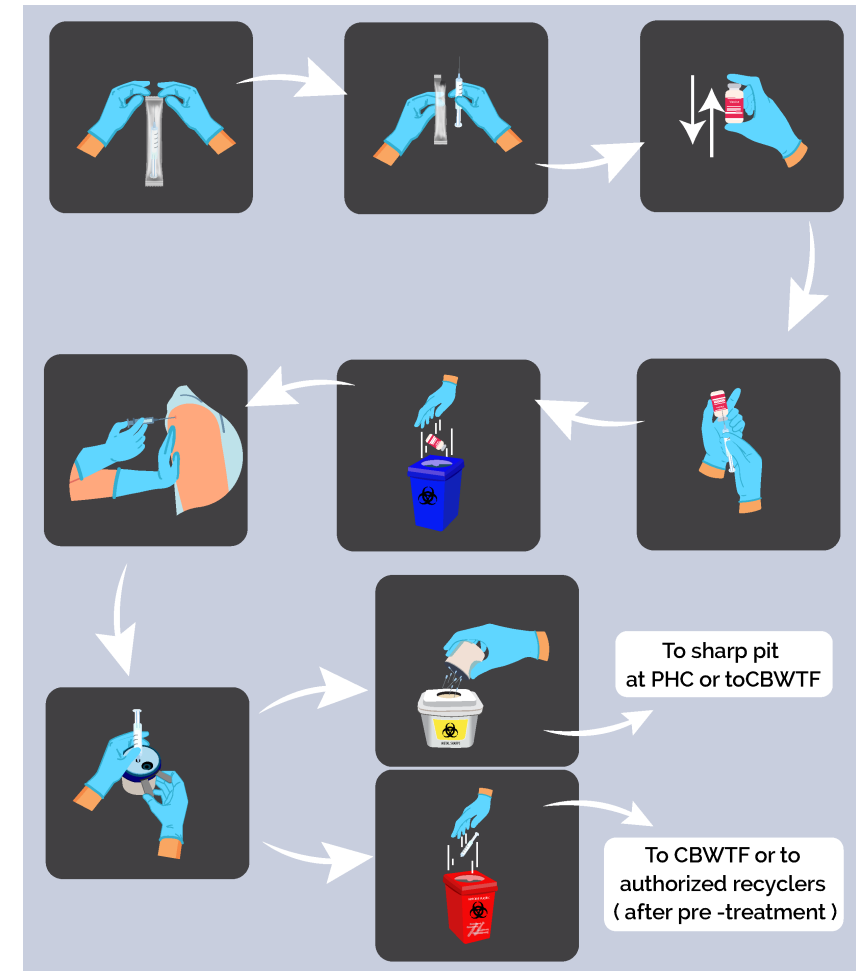 To sharp pit
at PHC or toCBWTF
To CBWTF or to
authorized recyclers
( after pre -treatment )